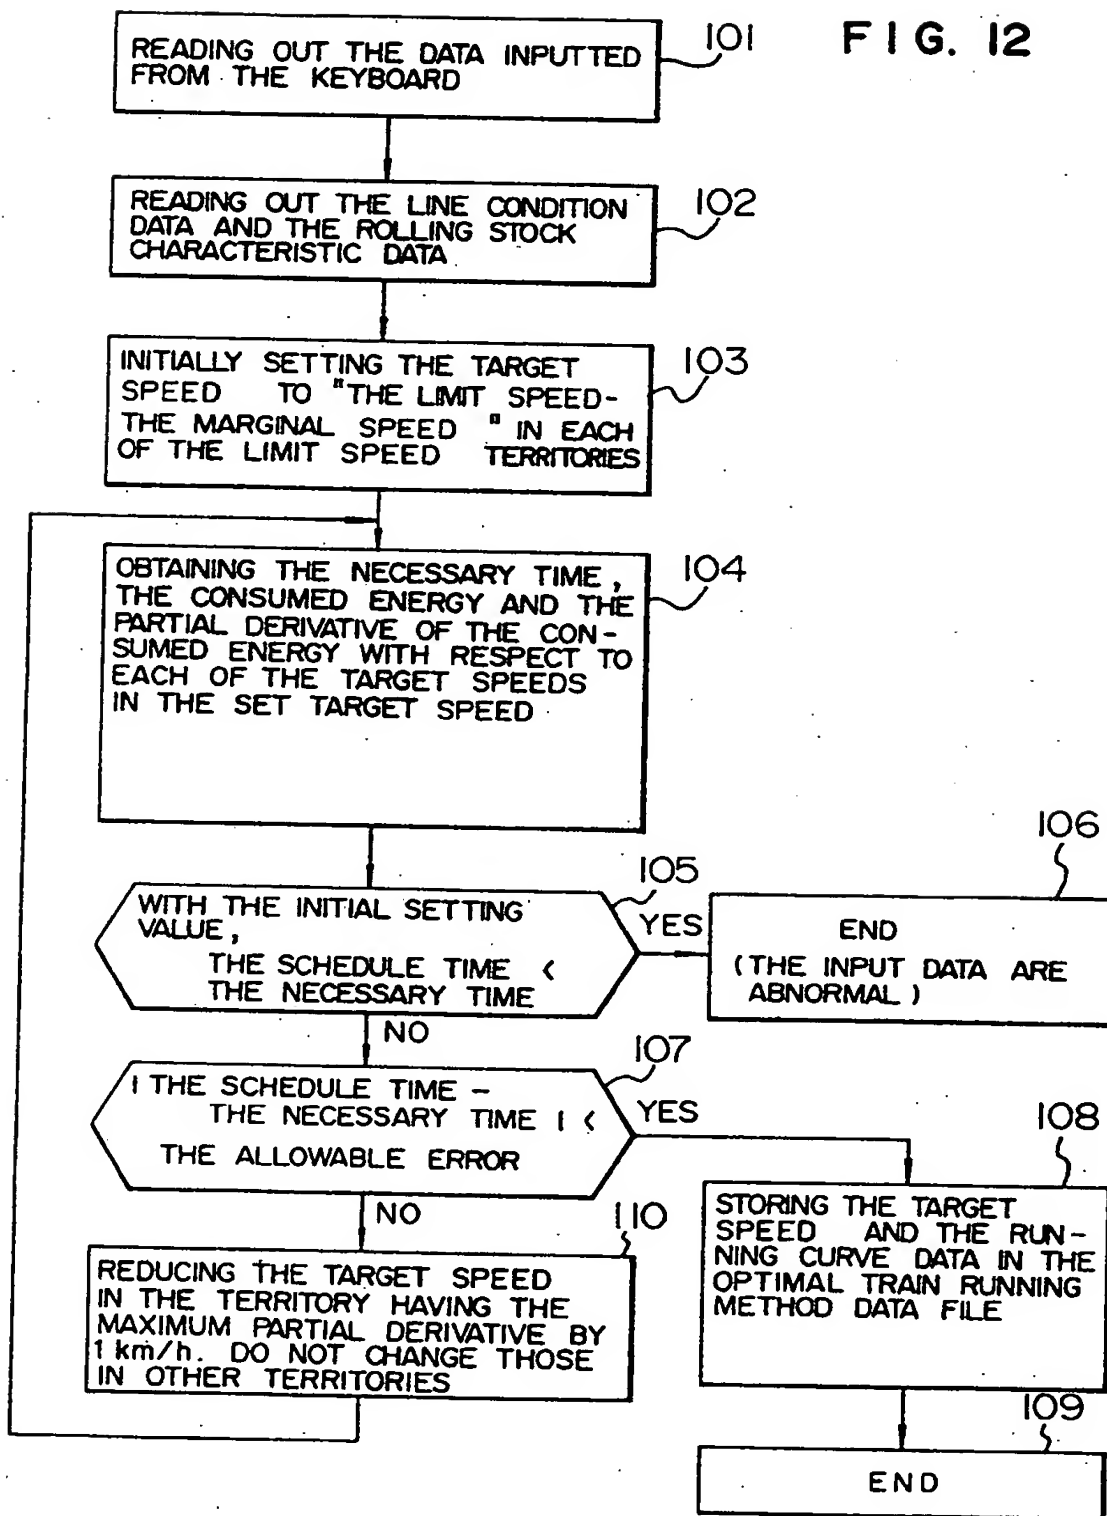 FIG. 12
101
READING OUT THE DATA INPUTTED
FROM THE KEYBOARD
102
READING OUT THE LINE CONDITION
DATA AND THE ROLLING STOCK
CHARACTERISTIC DATA
103
INITIALLY SETTING THE TARGET
SPEED TO "THE LIMIT SPEED-
THE MARGINAL SPEED " IN EACH
OF THE LIMIT SPEED TERRITORIES
104
OBTAINING THE NECESSARY TIME,
THE CONSUMED ENERGY AND THE
PARTIAL DERIVATIVE OF THE CON-
SUMED ENERGY WITH RESPECT TO
EACH OF THE TARGET SPEEDS
IN THE SET TARGET SPEED
105
WITH THE INITIAL SETTING
VALUE,
THE SCHEDULE TIME <
THE NECESSARY TIME
YES
106
END
(THE INPUT DATA ARE
ABNORMAL)
NO
107
| THE SCHEDULE TIME -
THE NECESSARY TIME | <
THE ALLOWABLE ERROR
YES
108
STORING THE TARGET
SPEED AND THE RUN-
NING CURVE DATA IN THE
OPTIMAL TRAIN RUNNING
METHOD DATA FILE
NO
110
REDUCING THE TARGET SPEED
IN THE TERRITORY HAVING THE
MAXIMUM PARTIAL DERIVATIVE BY
1 km/h. DO NOT CHANGE THOSE
IN OTHER TERRITORIES
109
END